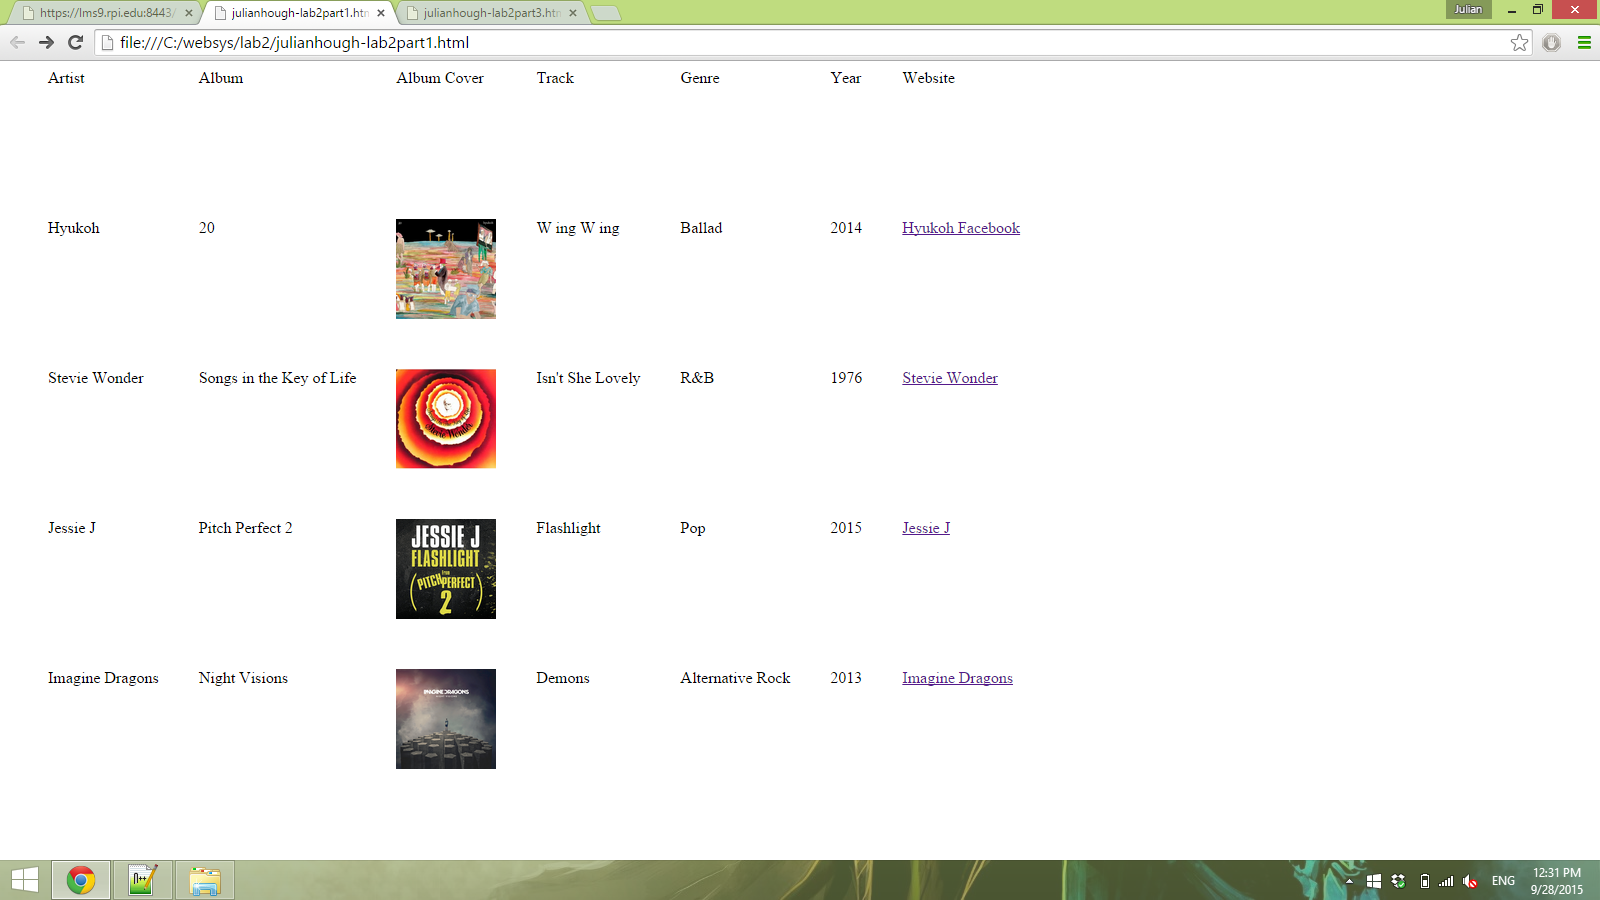 https://lms9.rpi.edu:8443/
julianhough-lab2part1.htm
julianhough-lab2part3.htm
Julian
file:///C:/websys/lab2/julianhough-lab2part1.html
Artist Album Album Cover Track Genre Year Website
Hyukoh 20 W ing W ing Ballad 2014 Hyukoh Facebook
Stevie Wonder Songs in the Key of Life Isn't She Lovely R&B 1976 Stevie Wonder
Stevie Wonder
Jessie J Pitch Perfect 2 Flashlight Pop 2015 Jessie J
JESSIE J
FLASHLIGHT
from
(PITCH PERFECT
2)
Imagine Dragons Night Visions Demons Alternative Rock 2013 Imagine Dragons
IMAGINE DRAGONS
ENG
12:31 PM
9/28/2015